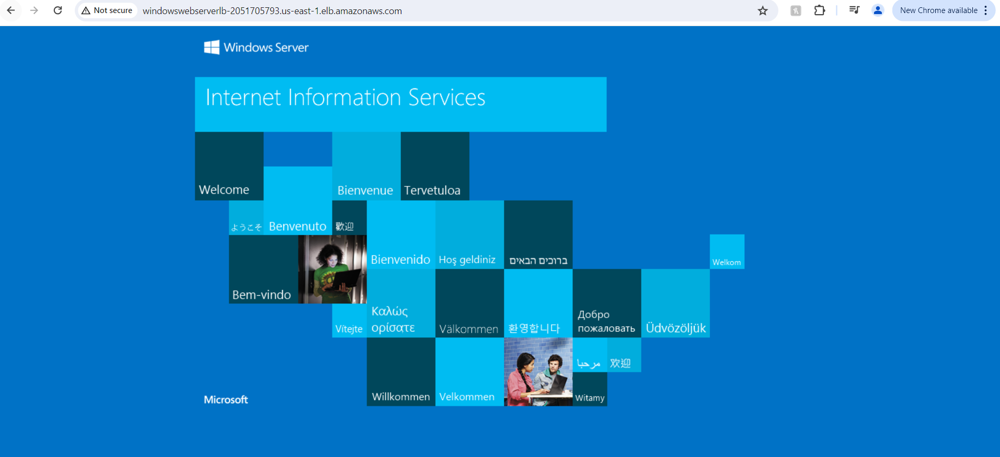 Not secure
windowswebserverlb-2051705793.us-east-1.elb.amazonaws.com
New Chrome available
Windows Server
Internet Information Services
Welcome
Bienvenue
Tervetuloa
ようこそ
Benvenuto
歡迎
Bienvenido
Hoş geldiniz
ברוכים הבאים
Welkom
Bem-vindo
Vítejte
Καλώς
ορίσατε
Välkommen
환영합니다
Добро
пожаловать
Üdvözöljük
مرحبا
欢迎
Willkommen
Velkommen
Witamy
Microsoft